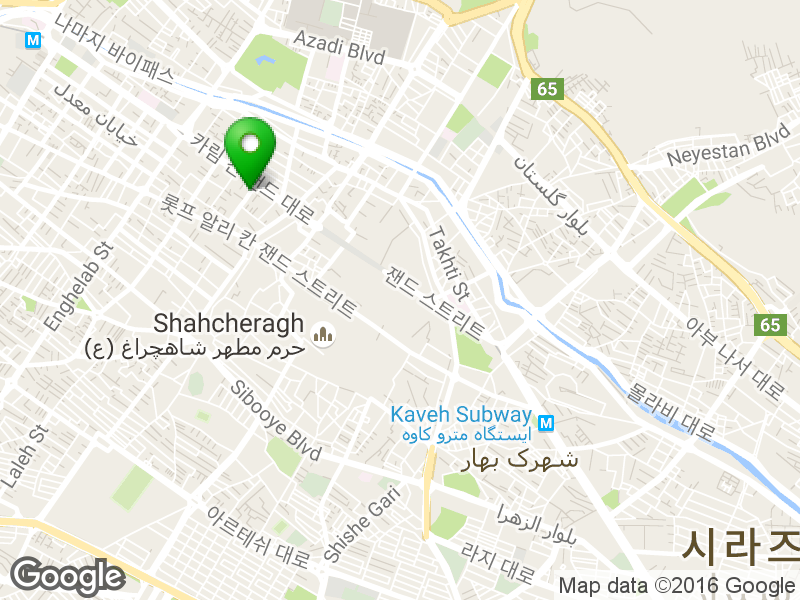 Azadi Blvd
M
나마지 바이패스
65
خیابان معدل
Neyestan Blvd
카림
대로
بلوار گلستان
롯프 알리 칸 잰드 스트리트
Takhti St
Enghelab St
잰드 스트리트
Shahcheragh
حرم مطهر شاهچراغ (ع)
65
아부 나서 대로
Sibooye Blvd
몰라비 대로
Kaveh Subway
M
ایستگاه مترو کاوه
شهرک بهار
Laleh St
아르테쉬 대로
Shishe Gari
بلوار الزهرا
라지 대로
시라즈
Google
Map data ©2016 Google